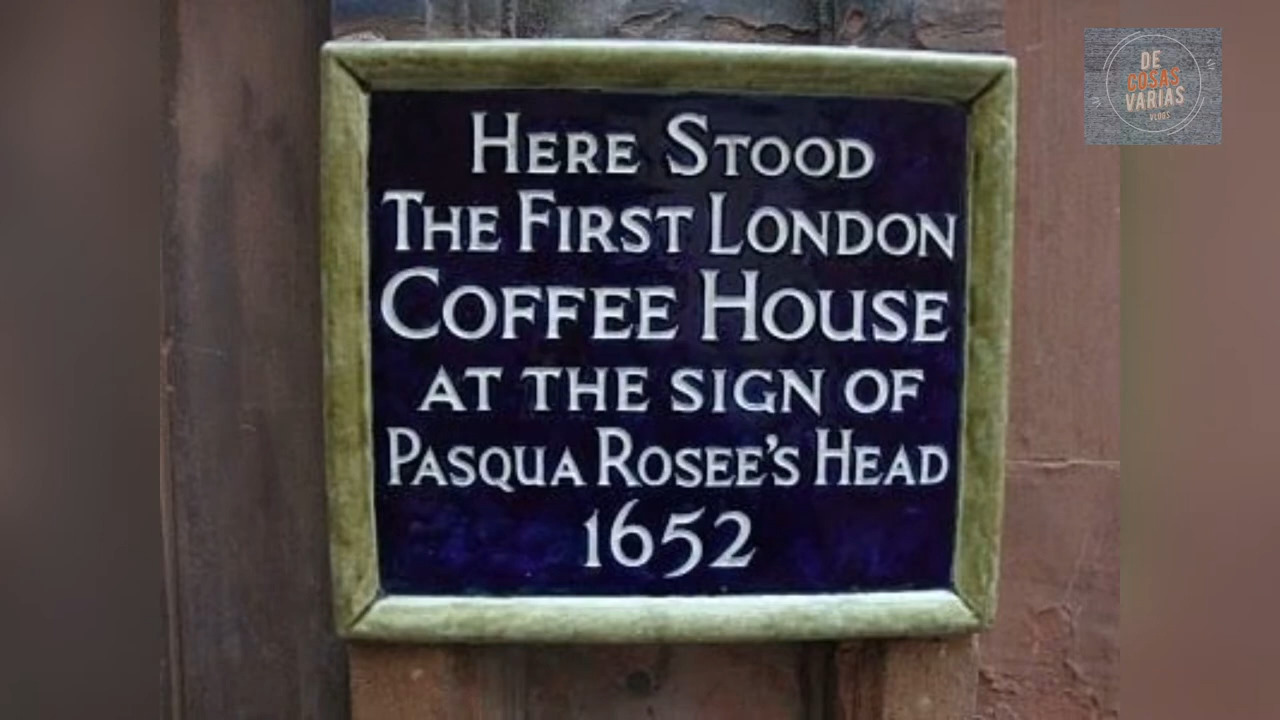 HERE STOOD
THE FIRST LONDON
COFFEE HOUSE
AT THE SIGN OF
PASQUA ROSEE'S HEAD
1652
DE
COSAS
VARIAS
VLOGS